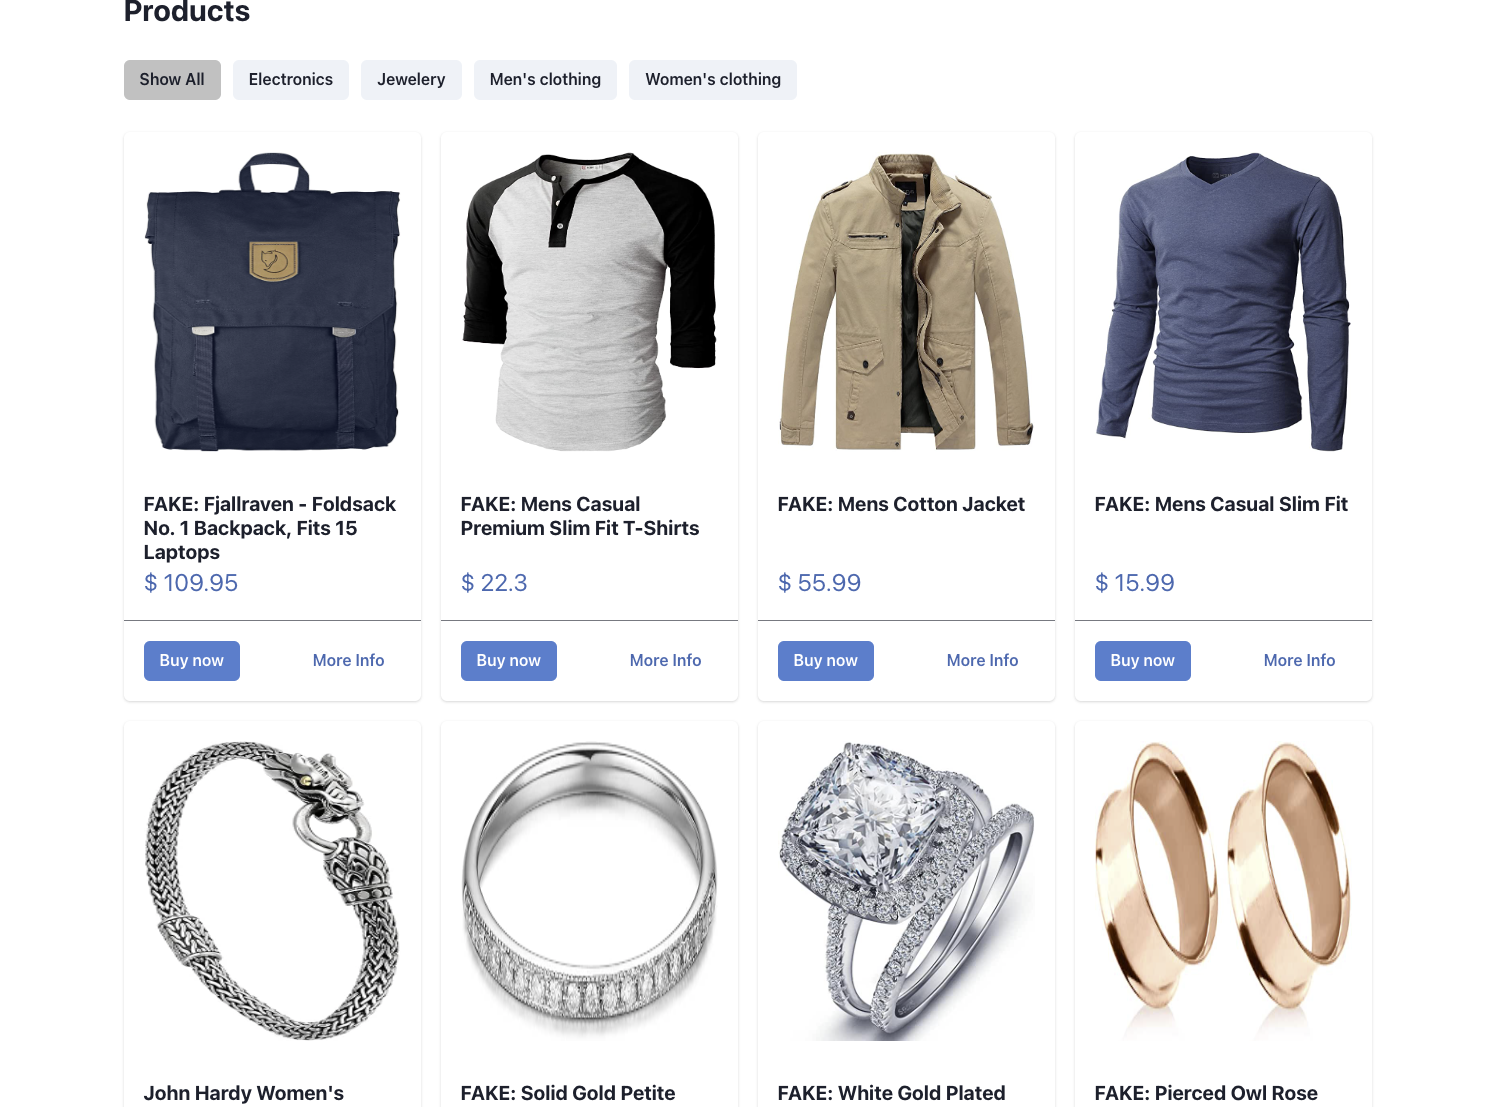 Products
Show All
Electronics
Jewelery
Men's clothing
Women's clothing
FAKE: Fjallraven - Foldsack
No. 1 Backpack, Fits 15
Laptops
$ 109.95
Buy now
More Info
FAKE: Mens Casual
Premium Slim Fit T-Shirts
$ 22.3
Buy now
More Info
FAKE: Mens Cotton Jacket
$ 55.99
Buy now
More Info
FAKE: Mens Casual Slim Fit
$ 15.99
Buy now
More Info
John Hardy Women's
FAKE: Solid Gold Petite
FAKE: White Gold Plated
FAKE: Pierced Owl Rose